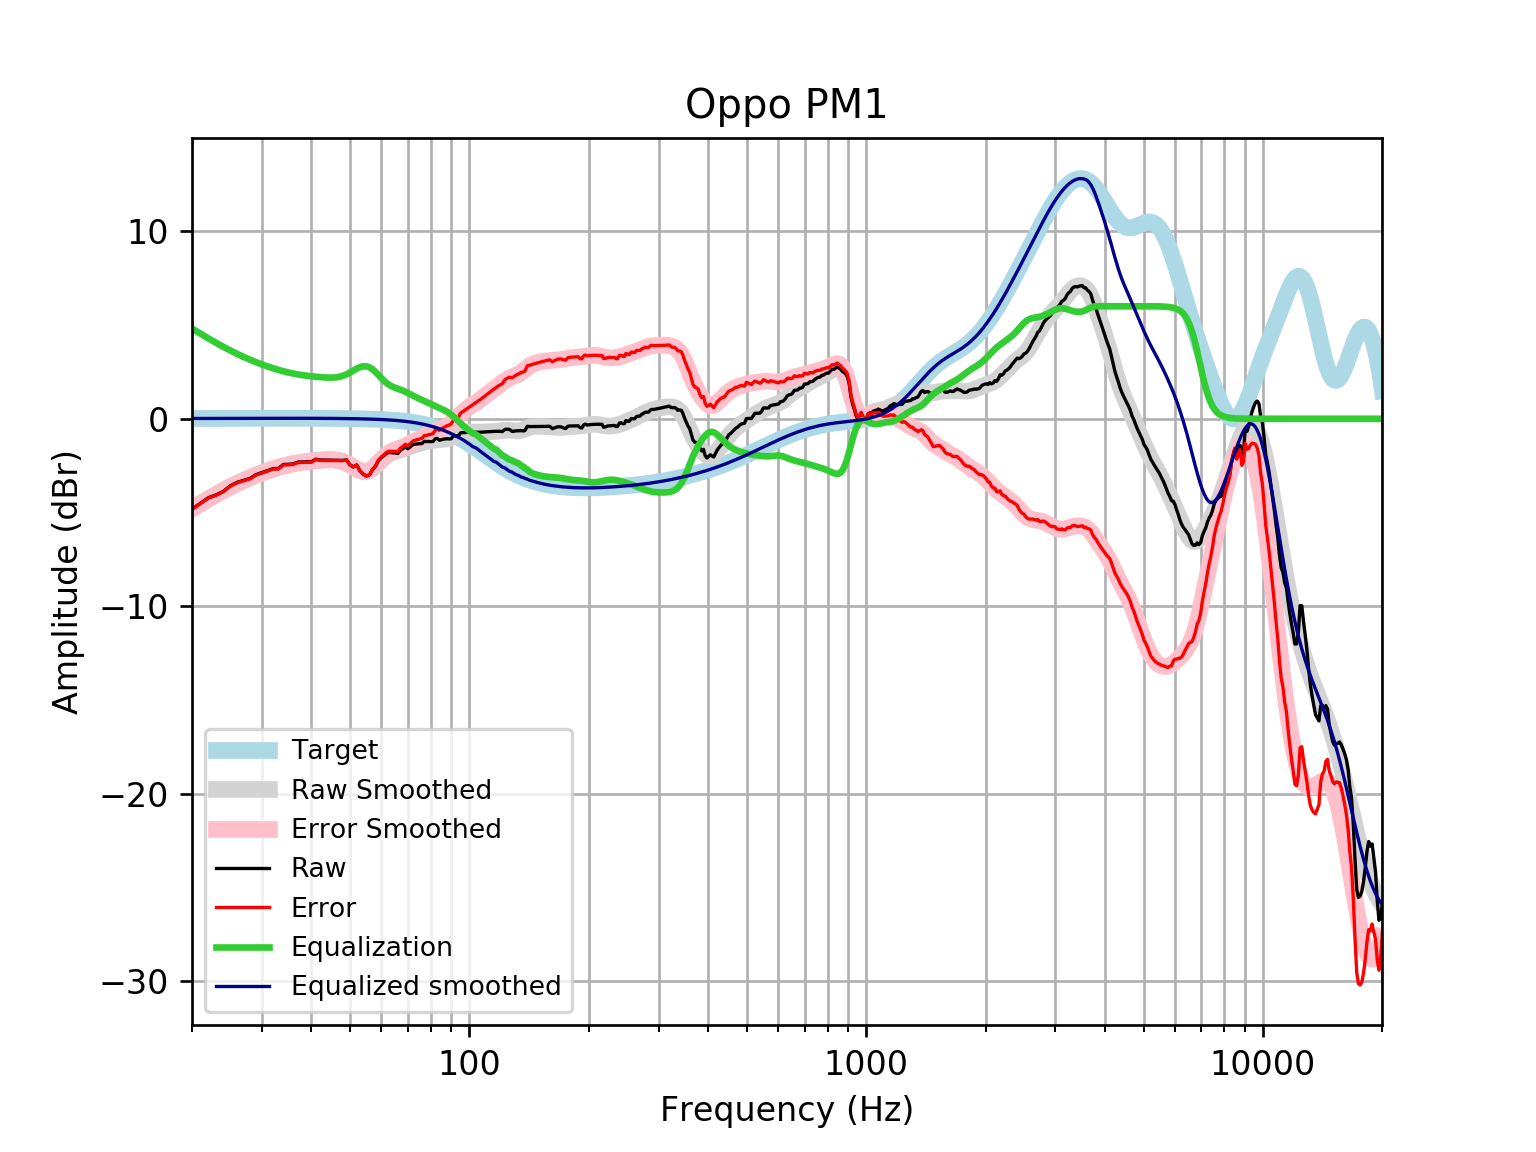 Oppo PM1
Amplitude (dBr)
10
0
−10
−20
−30
Target
Raw Smoothed
Error Smoothed
Raw
Error
Equalization
Equalized smoothed
100
1000
10000
Frequency (Hz)